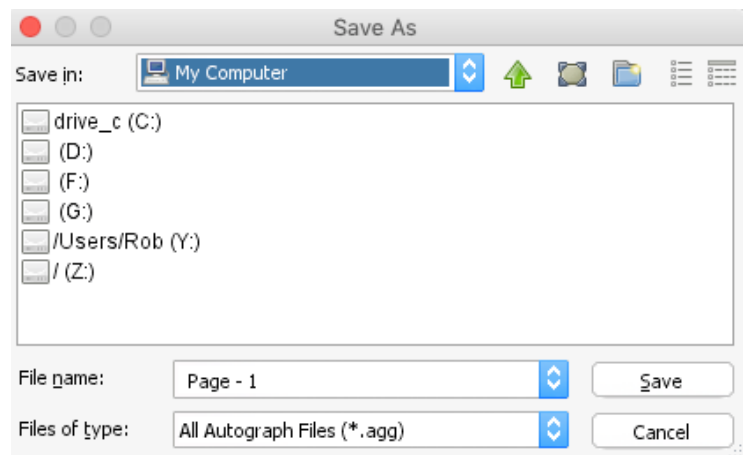 Save As
Save in: My Computer
drive_c (C:)
(D:)
(F:)
(G:)
/Users/Rob (Y:)
/ (Z:)
File name: Page - 1 Save
Files of type: All Autograph Files (*.agg) Cancel